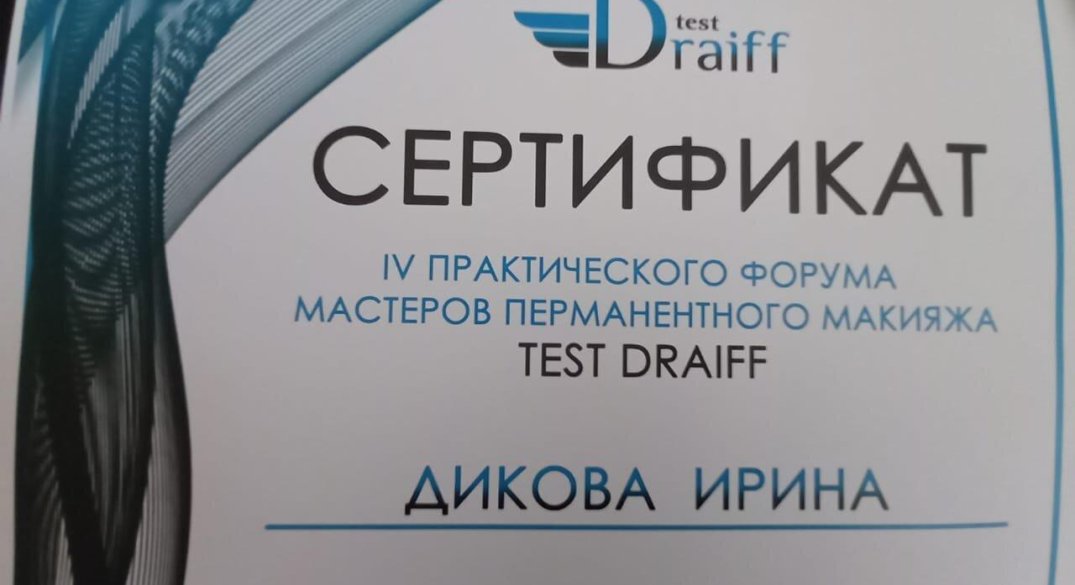 test
Draiff
СЕРТИФИКАТ
IV ПРАКТИЧЕСКОГО ФОРУМА
МАСТЕРОВ ПЕРМАНЕНТНОГО МАКИЯЖА
TEST DRAIFF
ДИКОВА ИРИНА